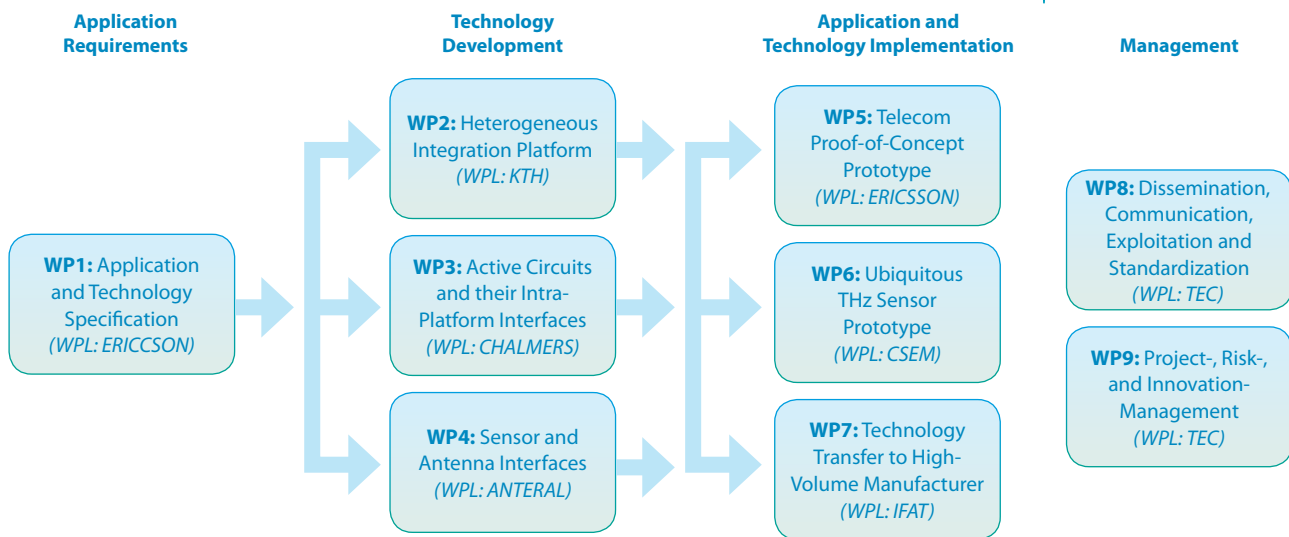 Application
Requirements
Technology
Development
Application and
Technology Implementation
Management
WP1: Application
and Technology
Specification
(WPL: ERICCSON)
WP2: Heterogeneous
Integration Platform
(WPL: KTH)
WP3: Active Circuits
and their Intra-
Platform Interfaces
(WPL: CHALMERS)
WP4: Sensor and
Antenna Interfaces
(WPL: ANTERAL)
WP5: Telecom
Proof-of-Concept
Prototype
(WPL: ERICSSON)
WP6: Ubiquitous
THz Sensor
Prototype
(WPL: CSEM)
WP7: Technology
Transfer to High-
Volume Manufacturer
(WPL: IFAT)
WP8: Dissemination,
Communication,
Exploitation and
Standardization
(WPL: TEC)
WP9: Project-, Risk-,
and Innovation-
Management
(WPL: TEC)